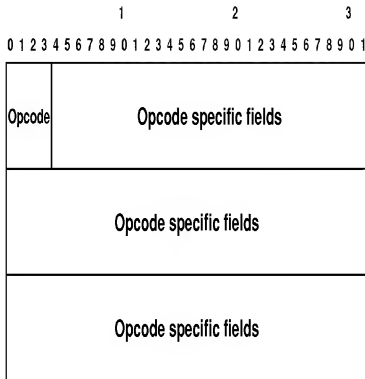 1 2 3
0 1 2 3 4 5 6 7 8 9 0 1 2 3 4 5 6 7 8 9 0 1 2 3 4 5 6 7 8 9 0 1
Opcode Opcode specific fields
Opcode specific fields
Opcode specific fields